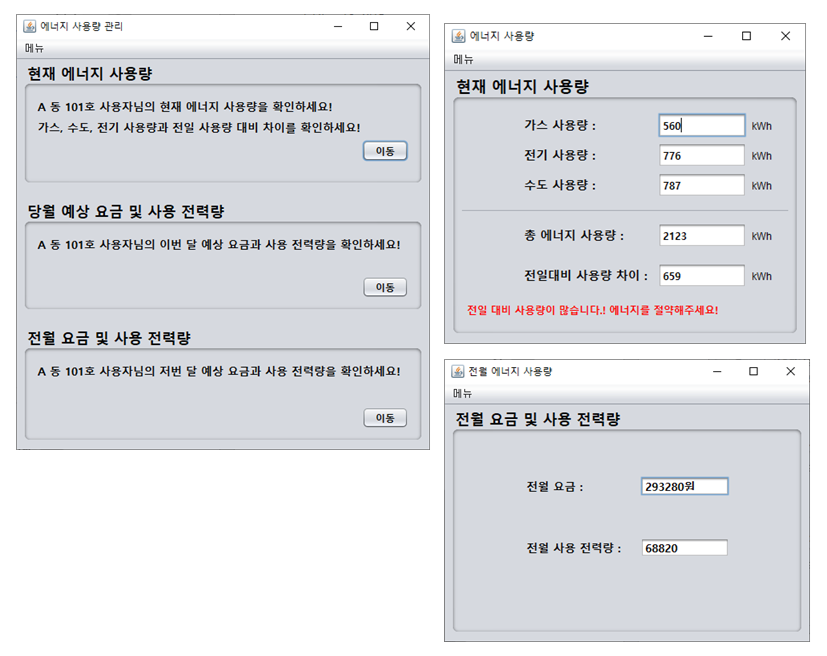 에너지 사용량 관리
메뉴
현재 에너지 사용량
A 동 101호 사용자님의 현재 에너지 사용량을 확인하세요!
가스, 수도, 전기 사용량과 전일 사용량 대비 차이를 확인하세요!
이동
당월 예상 요금 및 사용 전력량
A 동 101호 사용자님의 이번 달 예상 요금과 사용 전력량을 확인하세요!
이동
전월 요금 및 사용 전력량
A 동 101호 사용자님의 저번 달 예상 요금과 사용 전력량을 확인하세요!
이동
에너지 사용량
메뉴
현재 에너지 사용량
가스 사용량 : 560 kWh
전기 사용량 : 776 kWh
수도 사용량 : 787 kWh
총 에너지 사용량 : 2123 kWh
전일대비 사용량 차이 : 659 kWh
전일 대비 사용량이 많습니다.! 에너지를 절약해주세요!
전월 에너지 사용량
메뉴
전월 요금 및 사용 전력량
전월 요금 : 293280원
전월 사용 전력량 : 68820